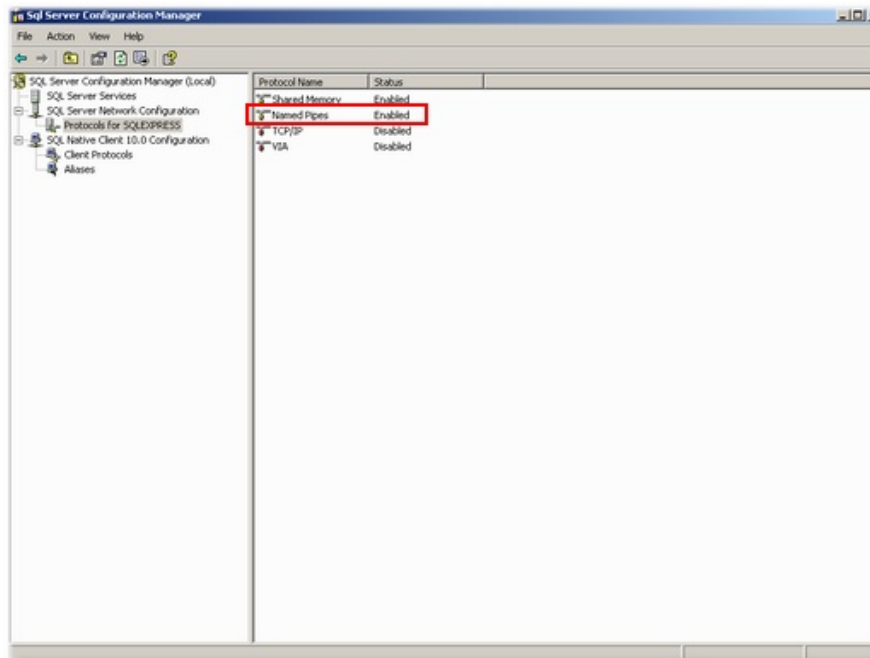 Sql Server Configuration Manager
File Action View Help
SQL Server Configuration Manager (Local)
SQL Server Services
SQL Server Network Configuration
Protocols for SQLEXPRESS
SQL Native Client 10.0 Configuration
Client Protocols
Aliases
Protocol Name Status
Shared Memory Enabled
Named Pipes Enabled
TCP/IP Disabled
VIA Disabled